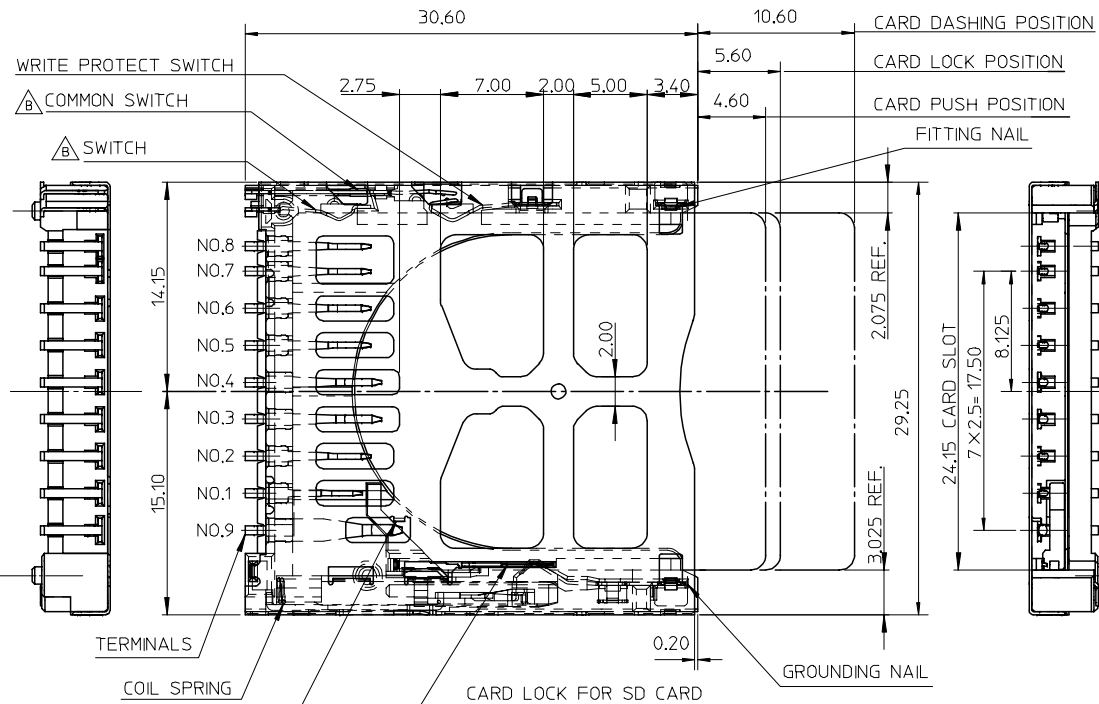 30.60
10.60
CARD DASHING POSITION
5.60
CARD LOCK POSITION
WRITE PROTECT SWITCH
2.75
7.00
2.00
5.00
3.40
4.60
CARD PUSH POSITION
B COMMON SWITCH
FITTING NAIL
B SWITCH
NO.8
NO.7
NO.6
NO.5
NO.4
NO.3
NO.2
NO.1
NO.9
14.15
15.10
2.00
2.075 REF.
3.025 REF.
29.25
24.15 CARD SLOT
7×2.5= 17.50
8.125
0.20
TERMINALS
COIL SPRING
CARD LOCK FOR SD CARD
GROUNDING NAIL